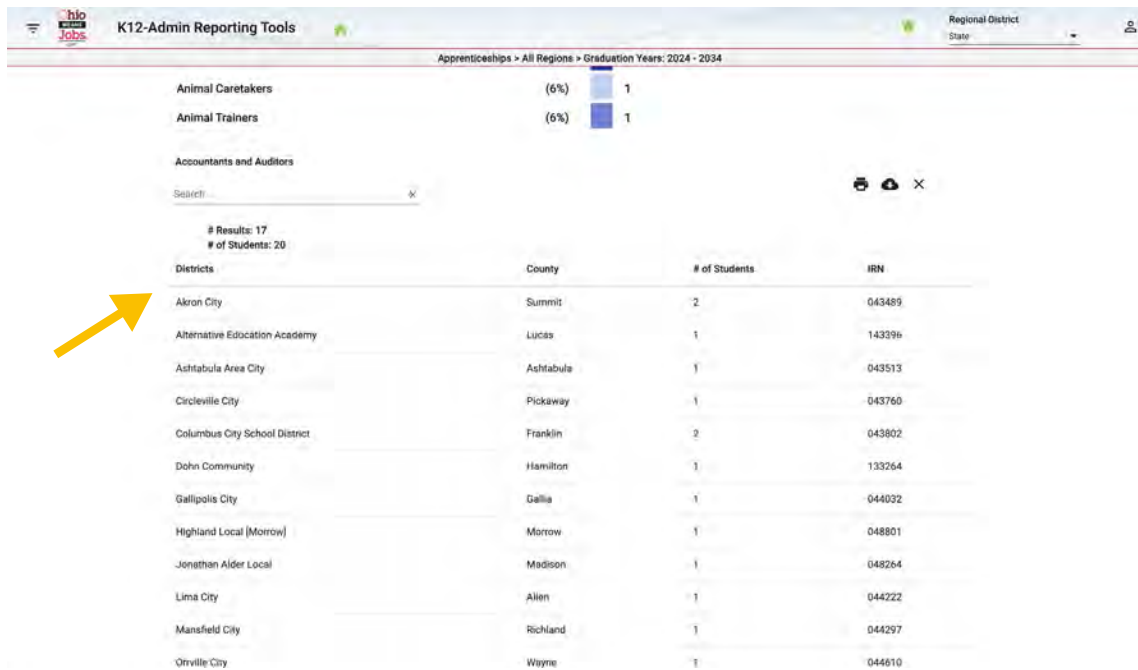 Ohio
MEANS
Jobs
K12-Admin Reporting Tools
Regional District
State
Apprenticeships > All Regions > Graduation Years: 2024 - 2034
Animal Caretakers (6%) 1
Animal Trainers (6%) 1
Accountants and Auditors
Search ...
# Results: 17
# of Students: 20
Districts County # of Students IRN
Akron City Summit 2 043489
Alternative Education Academy Lucas 1 143396
Ashtabula Area City Ashtabula 1 043513
Circleville City Pickaway 1 043760
Columbus City School District Franklin 2 043802
Dohn Community Hamilton 1 133264
Gallipolis City Gallia 1 044032
Highland Local (Morrow) Morrow 1 048801
Jonathan Alder Local Madison 1 048264
Lima City Allen 1 044222
Mansfield City Richland 1 044297
Orrville City Wayne 1 044610